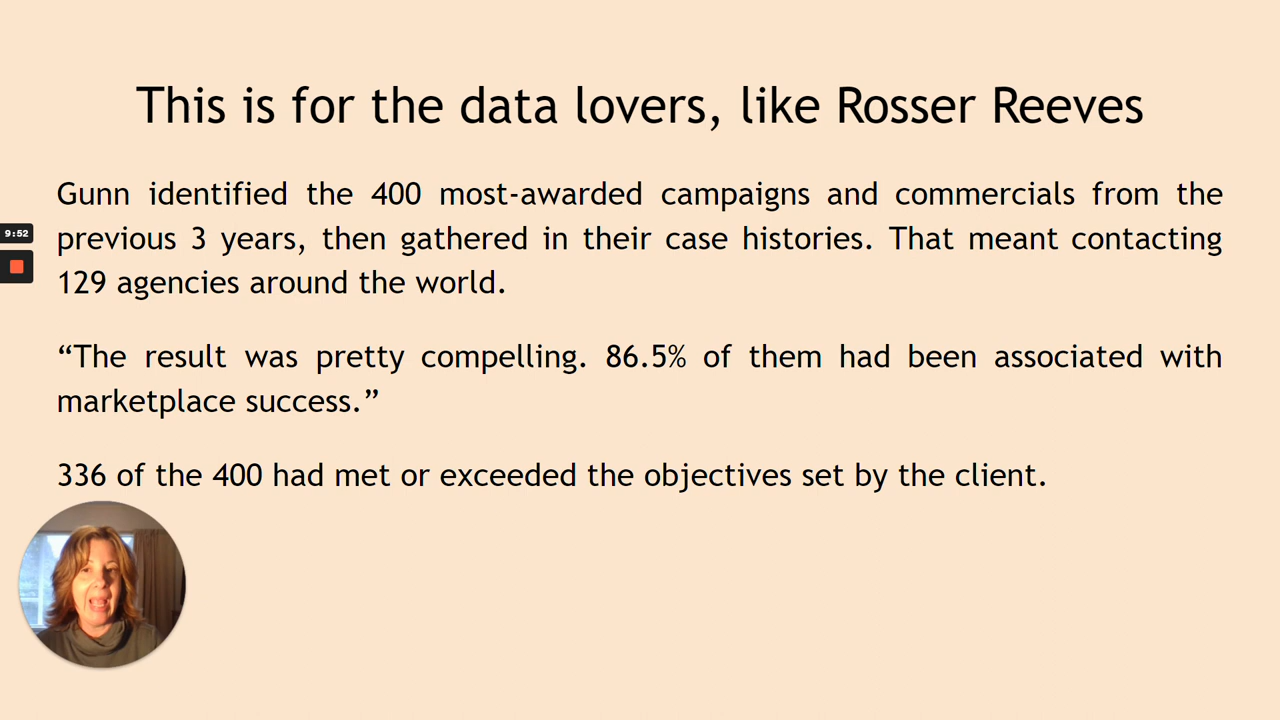 This is for the data lovers, like Rosser Reeves
Gunn identified the 400 most-awarded campaigns and commercials from the
previous 3 years, then gathered in their case histories. That meant contacting
129 agencies around the world.
“The result was pretty compelling. 86.5% of them had been associated with
marketplace success.”
336 of the 400 had met or exceeded the objectives set by the client.
9:52